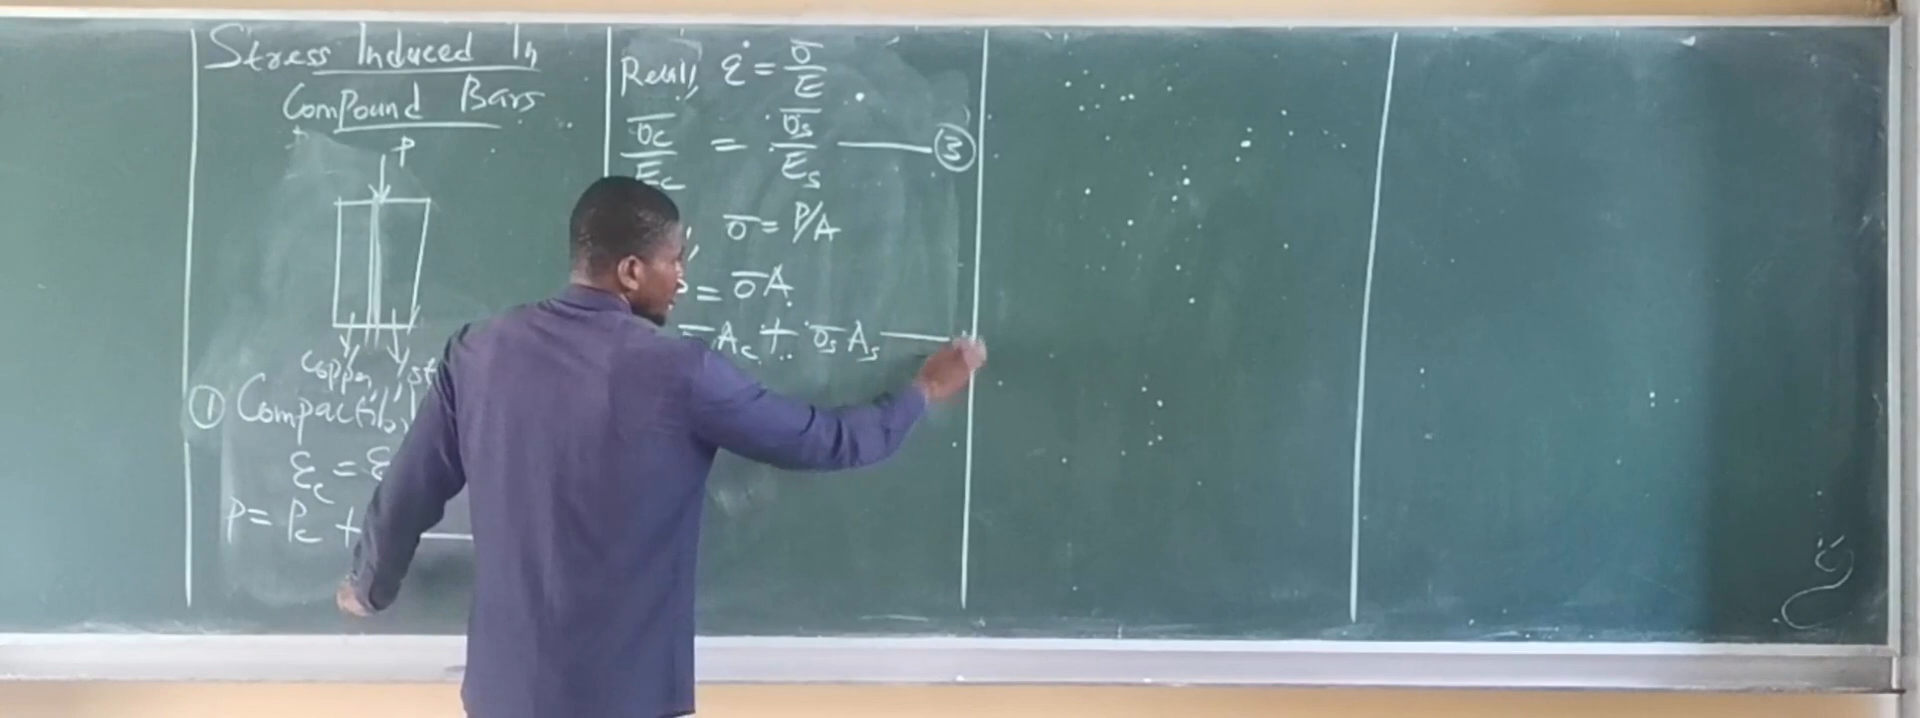 Stress Induced In
Compound Bars
P
copper, st
① Compactib
Ɛc = Ɛ
P = Pc +
Recall, Ɛ = σ/E
σc/Ec = σs/Es — ③
σ = P/A
= σA
Ac + σs As —